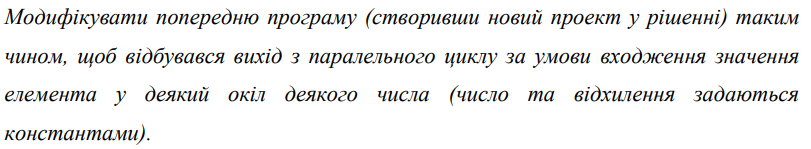 Модифікувати попередню програму (створивши новий проект у рішенні) таким
чином, щоб відбувався вихід з паралельного циклу за умови входження значення
елемента у деякий окіл деякого числа (число та відхилення задаються
константами).